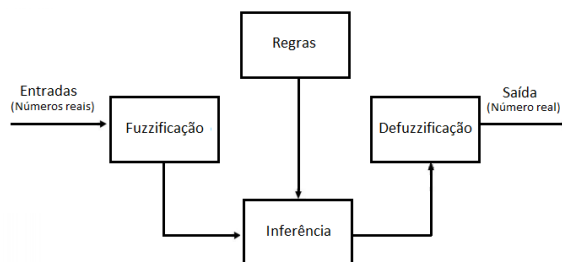 Regras
Entradas
(Números reais)
Fuzzificação
Saída
(Número real)
Defuzzificação
Inferência